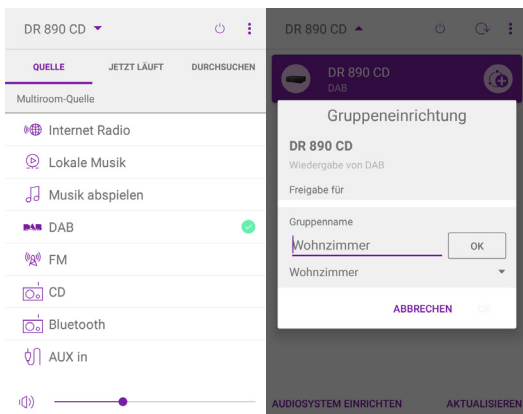 DR 890 CD
QUELLE JETZT LÄUFT DURCHSUCHEN
Multiroom-Quelle
Internet Radio
Lokale Musik
Musik abspielen
DAB DAB
FM
CD
Bluetooth
AUX in
DR 890 CD
DR 890 CD
DAB
Gruppeneinrichtung
DR 890 CD
Wiedergabe von DAB
Freigabe für
Gruppenname
Wohnzimmer OK
Wohnzimmer
ABBRECHEN OK
AUDIOSYSTEM EINRICHTEN AKTUALISIEREN